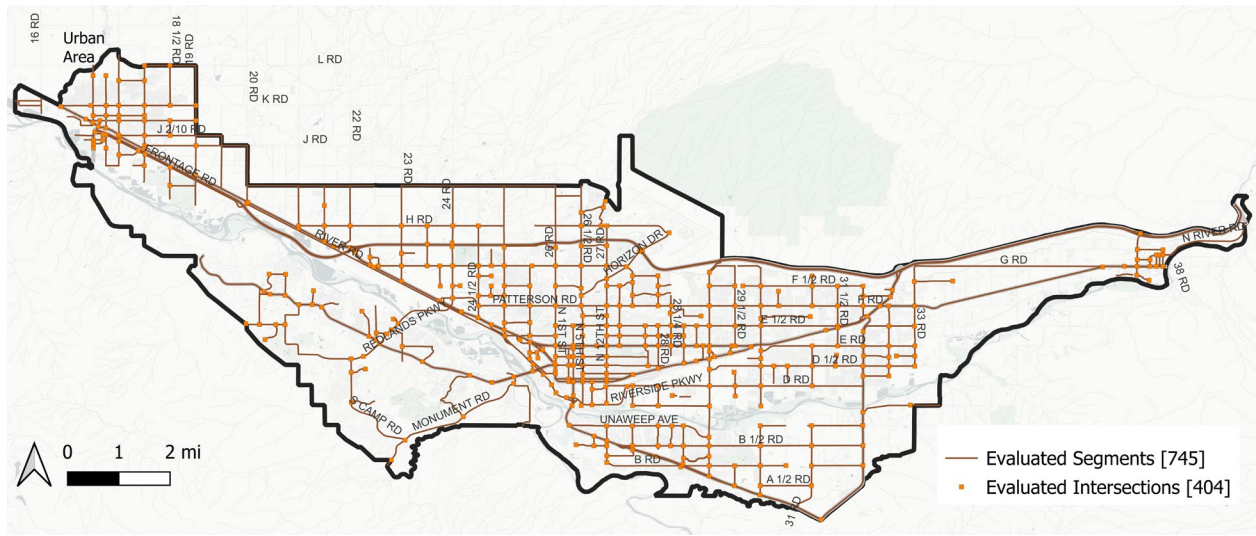 16 RD
Urban
Area
18 1/2 RD
19 RD
L RD
20 RD
K RD
22 RD
J 2/10 RD
J RD
FRONTAGE RD
23 RD
24 RD
H RD
RIVER RD
26 RD
26 1/2 RD
27 RD
HORIZON DR
N RIVER RD
G RD
38 RD
24 1/2 RD
PATTERSON RD
F 1/2 RD
31 1/2 RD
F RD
29 1/2 RD
28 1/4 RD
E 1/2 RD
33 RD
REDLANDS PKWY
N 1ST ST
N 5TH ST
N 12TH ST
28 RD
E RD
D 1/2 RD
D RD
RIVERSIDE PKWY
S CAMP RD
MONUMENT RD
UNAWEEP AVE
B 1/2 RD
B RD
A 1/2 RD
31 RD
0 1 2 mi
Evaluated Segments [745]
Evaluated Intersections [404]